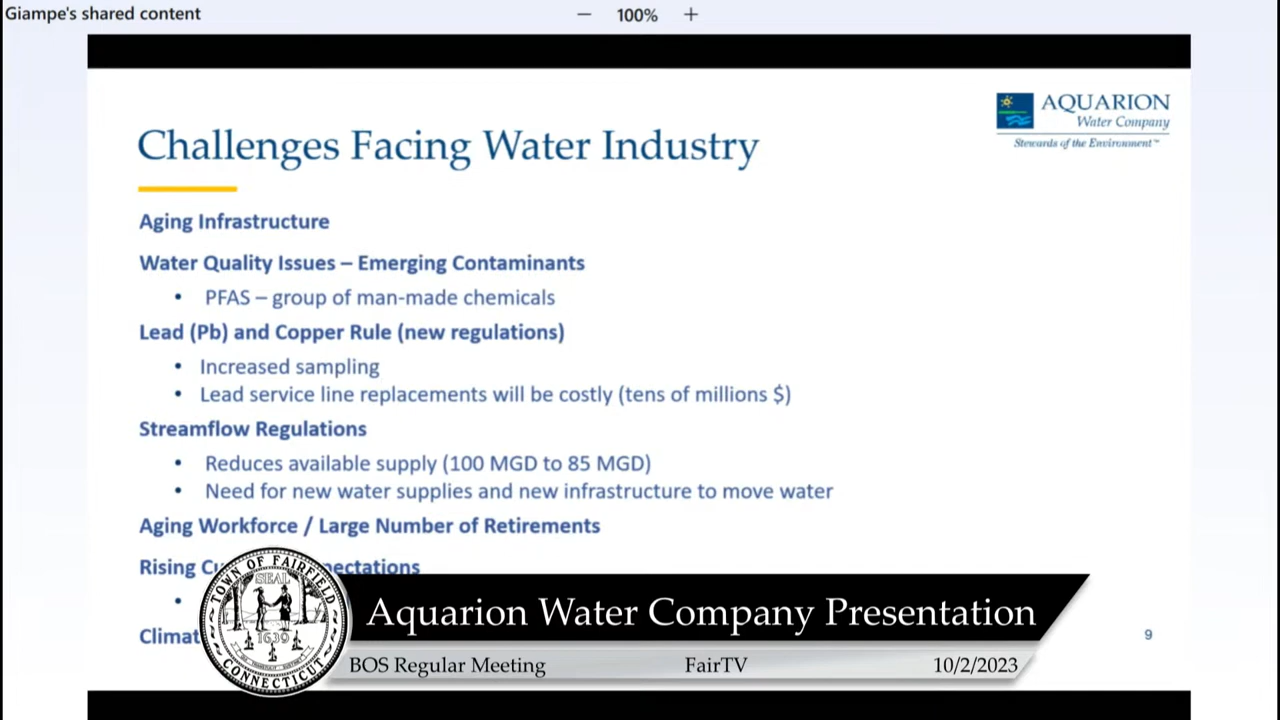 Giampe's shared content
− 100% +
AQUARION
Water Company
Stewards of the Environment™
Challenges Facing Water Industry
Aging Infrastructure
Water Quality Issues – Emerging Contaminants
• PFAS – group of man-made chemicals
Lead (Pb) and Copper Rule (new regulations)
• Increased sampling
• Lead service line replacements will be costly (tens of millions $)
Streamflow Regulations
• Reduces available supply (100 MGD to 85 MGD)
• Need for new water supplies and new infrastructure to move water
Aging Workforce / Large Number of Retirements
Rising
•
9
TOWN OF FAIRFIELD
SEAL
1639
CONNECTICUT
Aquarion Water Company Presentation
BOS Regular Meeting FairTV 10/2/2023